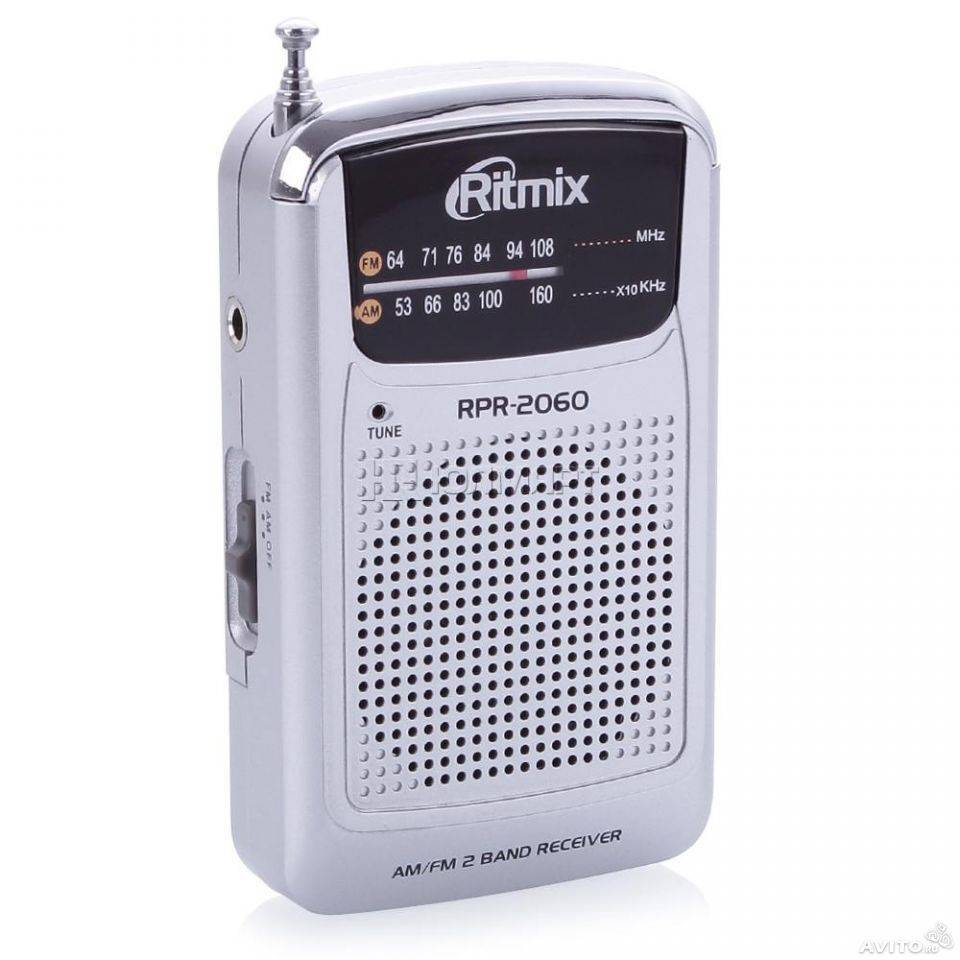 Ritmix
FM 64 71 76 84 94 108 ....... MHz
AM 53 66 83 100 160 ......X10 KHz
RPR-2060
TUNE
ЮЛМАРТ
FM AM OFF
AM/FM 2 BAND RECEIVER
AVITO.RU